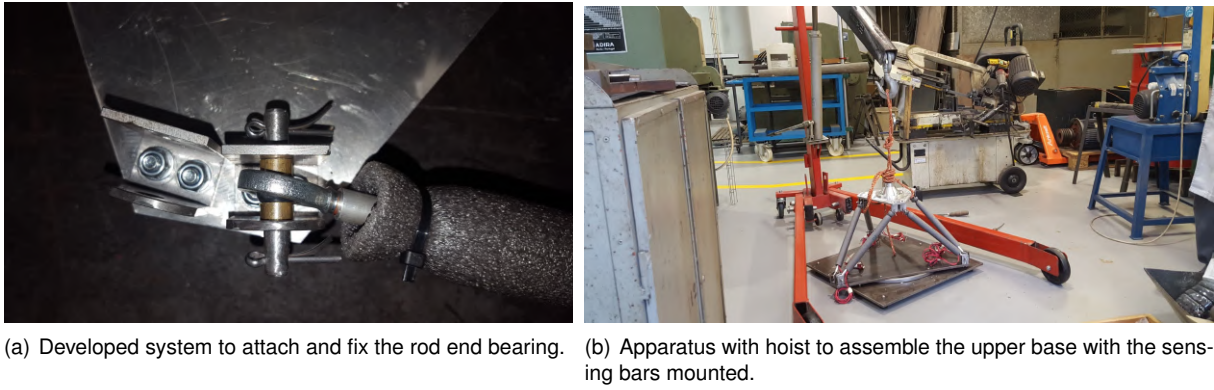 ADIRA
(a) Developed system to attach and fix the rod end bearing.
(b) Apparatus with hoist to assemble the upper base with the sens-
ing bars mounted.